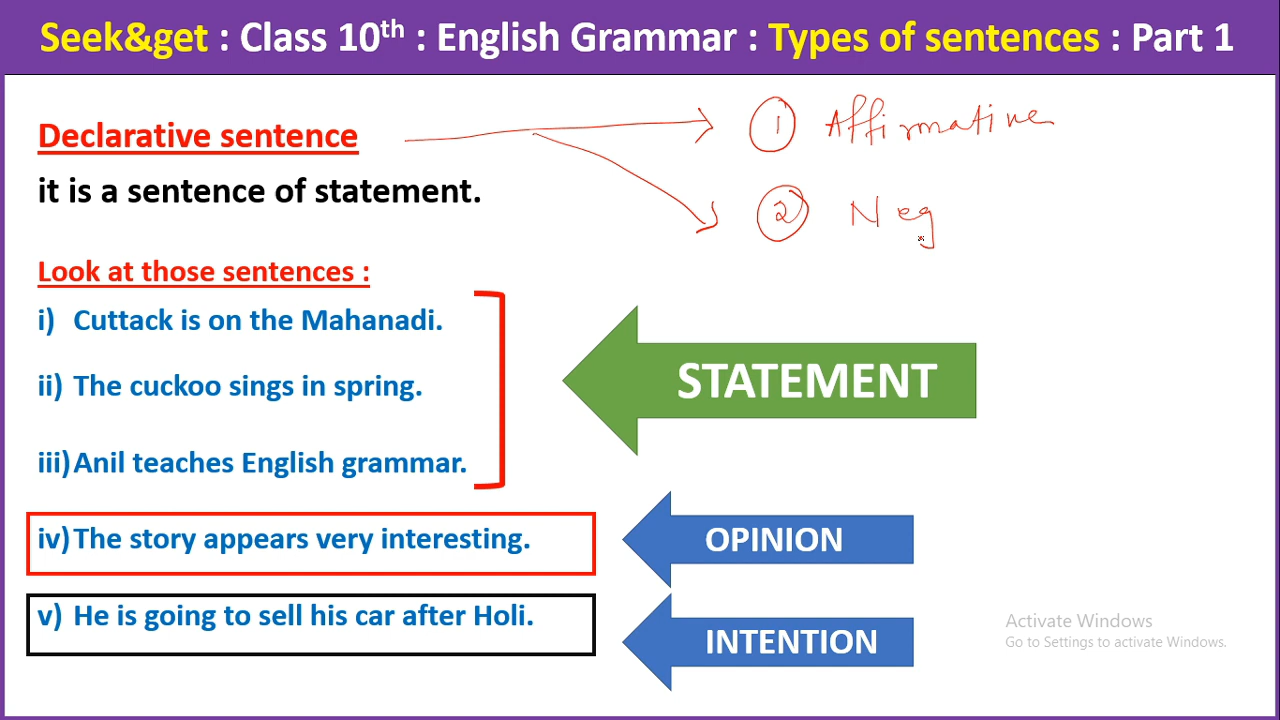 Seek&get : Class 10th : English Grammar : Types of sentences : Part 1
Declarative sentence
① Affirmative
it is a sentence of statement.
② Neg
Look at those sentences :
i) Cuttack is on the Mahanadi.
ii) The cuckoo sings in spring.
STATEMENT
iii) Anil teaches English grammar.
iv) The story appears very interesting.
OPINION
v) He is going to sell his car after Holi.
INTENTION
Activate Windows
Go to Settings to activate Windows.